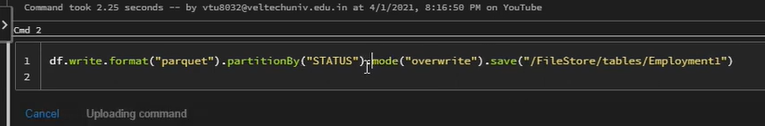 Command took 2.25 seconds -- by vtu8032@veltechuniv.edu.in at 4/1/2021, 8:16:50 PM on YouTube
Cmd 2
1 df.write.format("parquet").partitionBy("STATUS").mode("overwrite").save("/FileStore/tables/Employment1")
2
Cancel Uploading command